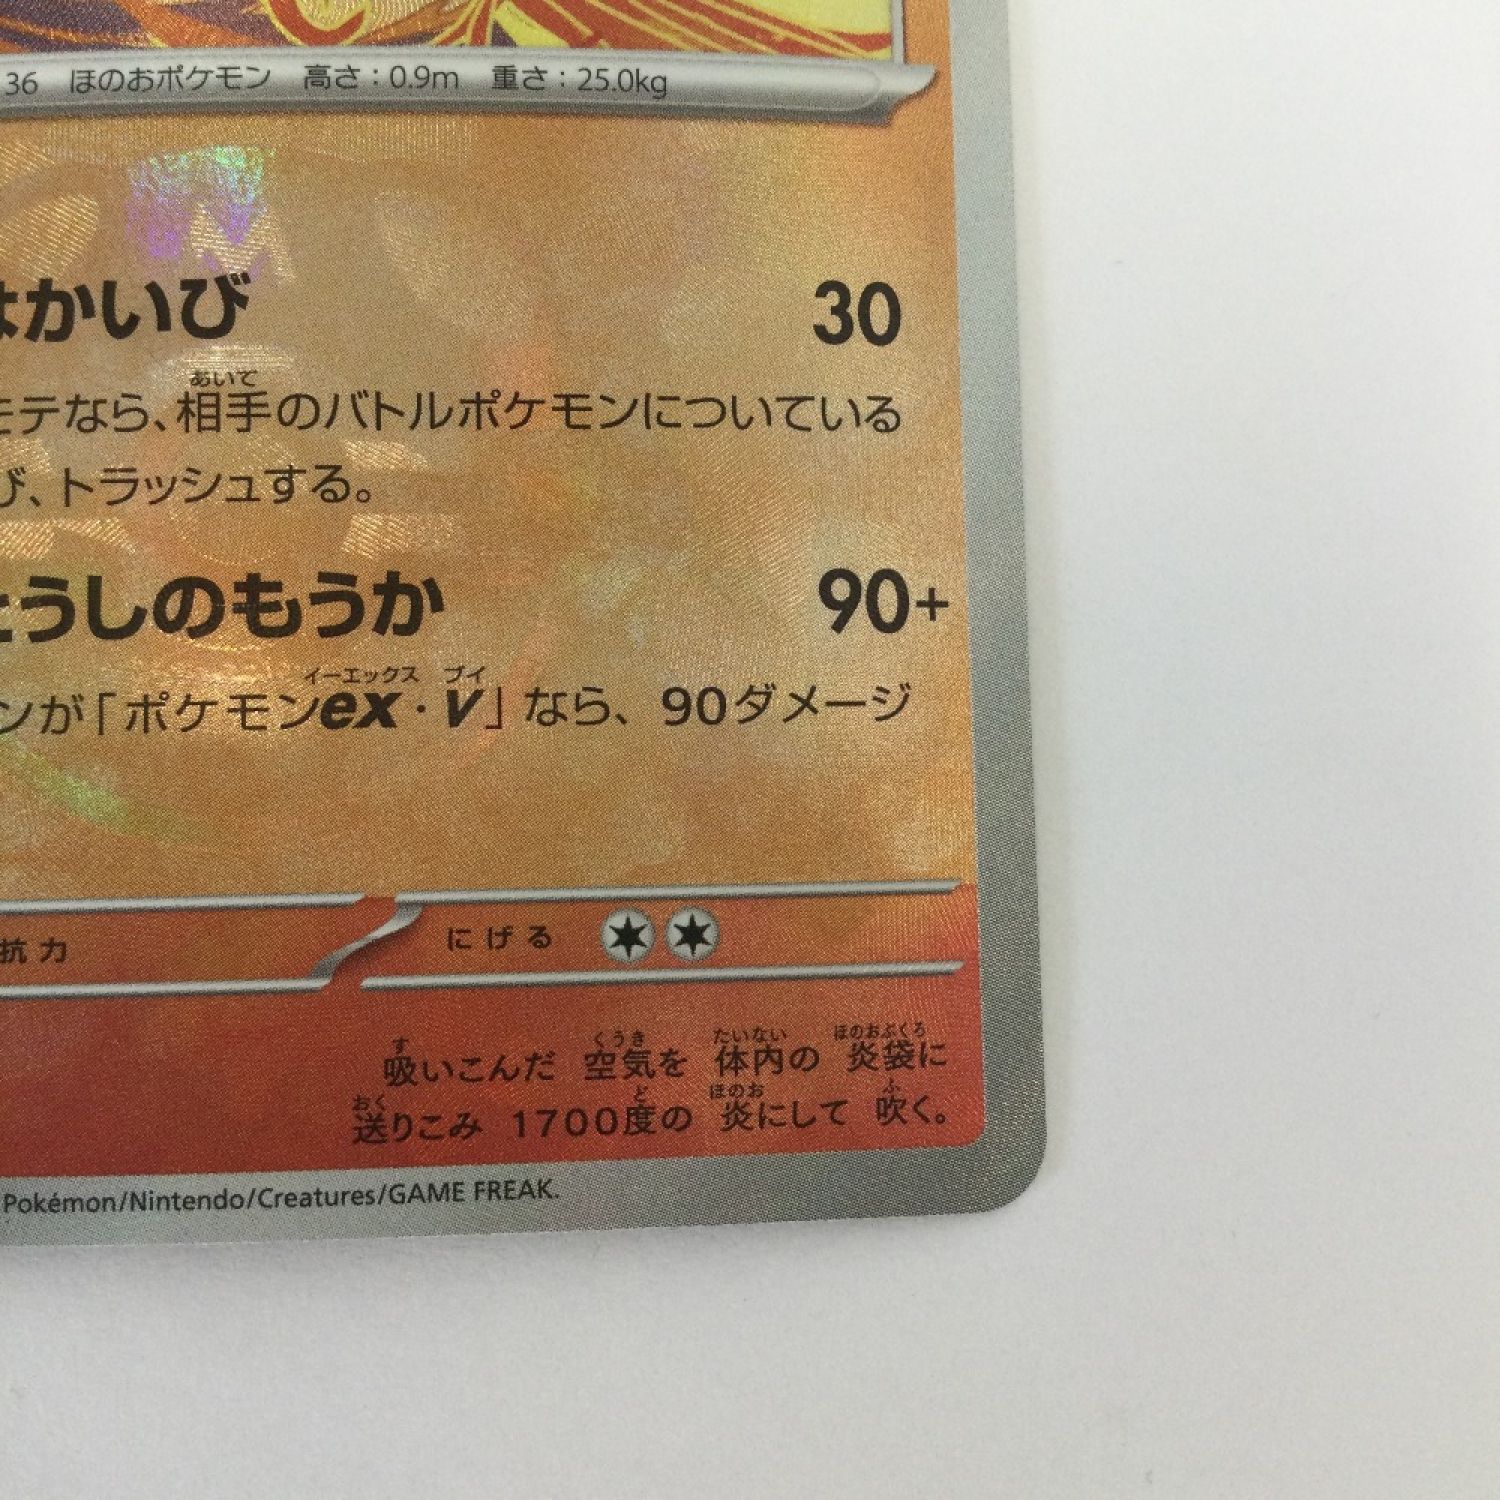 36 ほのおポケモン 高さ：0.9m 重さ：25.0kg
はかいび 30
あいて
モテなら、相手のバトルポケモンについている
び、トラッシュする。
とうしのもうか 90+
イーエックス ブイ
ンが「ポケモンex・V」なら、90ダメージ
抗力 にげる
す くうき たいない ほのおぶくろ
吸いこんだ 空気を 体内の 炎袋に
おく ど ほのお ふ
送りこみ 1700度の 炎にして 吹く。
Pokémon/Nintendo/Creatures/GAME FREAK.